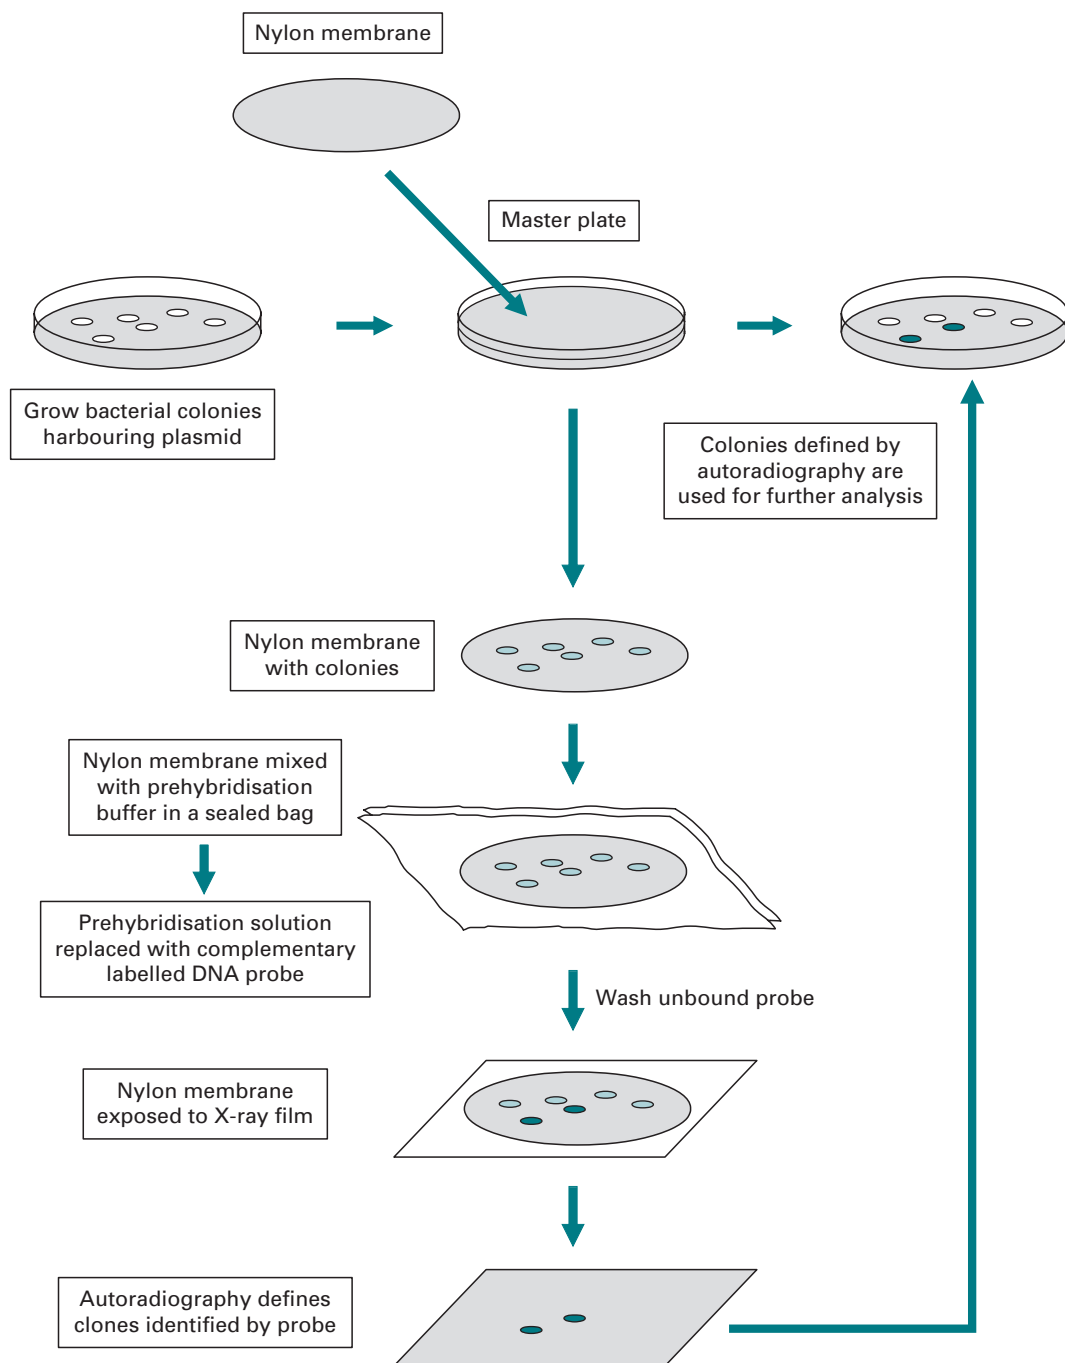 Nylon membrane
Master plate
Grow bacterial colonies
harbouring plasmid
Colonies defined by
autoradiography are
used for further analysis
Nylon membrane
with colonies
Nylon membrane mixed
with prehybridisation
buffer in a sealed bag
Prehybridisation solution
replaced with complementary
labelled DNA probe
Wash unbound probe
Nylon membrane
exposed to X-ray film
Autoradiography defines
clones identified by probe